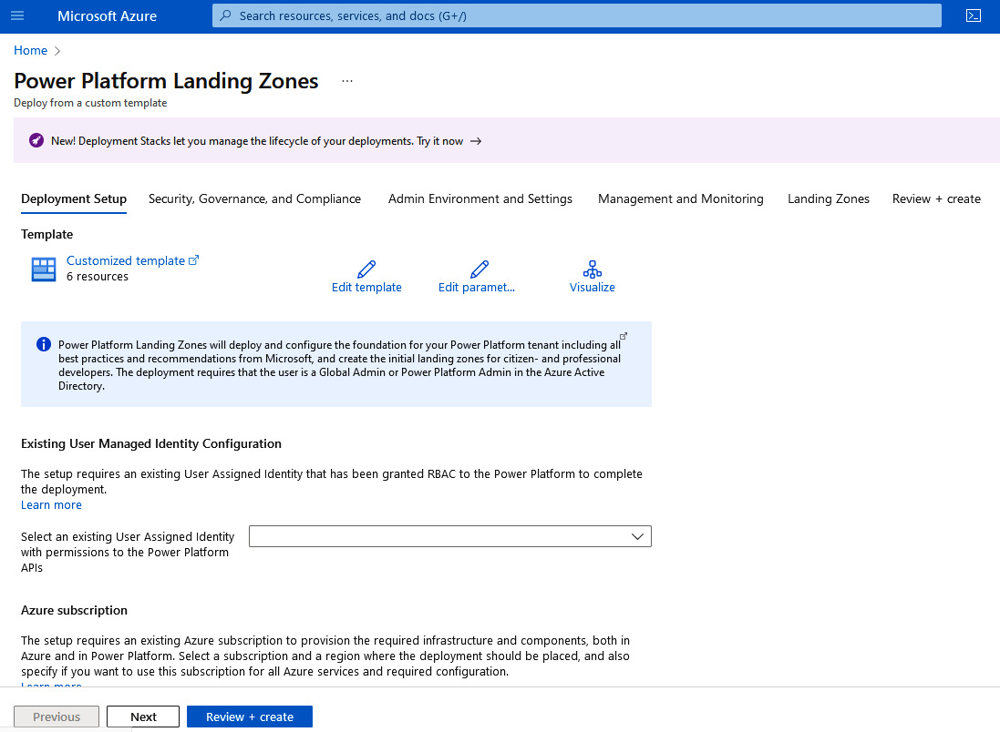 Microsoft Azure
Search resources, services, and docs (G+/)
Home
Power Platform Landing Zones
...
Deploy from a custom template
New! Deployment Stacks let you manage the lifecycle of your deployments. Try it now →
Deployment Setup
Security, Governance, and Compliance
Admin Environment and Settings
Management and Monitoring
Landing Zones
Review + create
Template
Customized template
6 resources
Edit template
Edit paramet...
Visualize
Power Platform Landing Zones will deploy and configure the foundation for your Power Platform tenant including all
best practices and recommendations from Microsoft, and create the initial landing zones for citizen- and professional
developers. The deployment requires that the user is a Global Admin or Power Platform Admin in the Azure Active
Directory.
Existing User Managed Identity Configuration
The setup requires an existing User Assigned Identity that has been granted RBAC to the Power Platform to complete
the deployment.
Learn more
Select an existing User Assigned Identity
with permissions to the Power Platform
APIs
Azure subscription
The setup requires an existing Azure subscription to provision the required infrastructure and components, both in
Azure and in Power Platform. Select a subscription and a region where the deployment should be placed, and also
specify if you want to use this subscription for all Azure services and required configuration.
Learn more
Previous
Next
Review + create